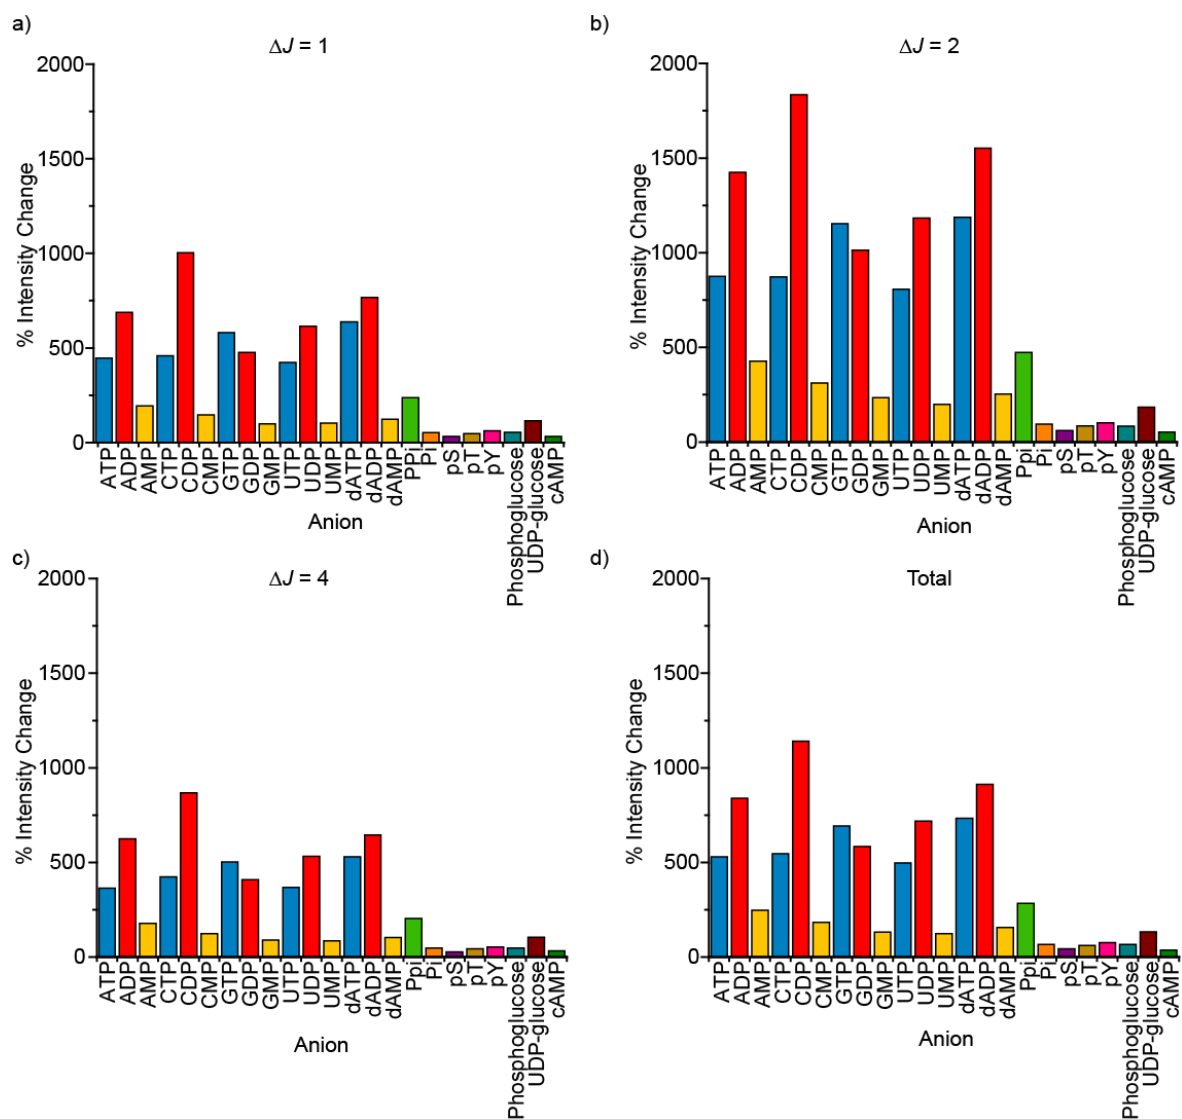 a)
ΔJ = 1
2000
1500
1000
500
0
% Intensity Change
ATP
ADP
AMP
CTP
CDP
CMP
GTP
GDP
GMP
UTP
UDP
UMP
dATP
dADP
dAMP
PPi
Pi
pS
pT
pY
Phosphoglucose
UDP-glucose
cAMP
Anion
b)
ΔJ = 2
2000
1500
1000
500
0
% Intensity Change
ATP
ADP
AMP
CTP
CDP
CMP
GTP
GDP
GMP
UTP
UDP
UMP
dATP
dADP
dAMP
Ppi
Pi
pS
pT
pY
Phosphoglucose
UDP-glucose
cAMP
Anion
c)
ΔJ = 4
2000
1500
1000
500
0
% Intensity Change
ATP
ADP
AMP
CTP
CDP
CMP
GTP
GDP
GMP
UTP
UDP
UMP
dATP
dADP
dAMP
Ppi
Pi
pS
pT
pY
Phosphoglucose
UDP-glucose
cAMP
Anion
d)
Total
2000
1500
1000
500
0
% Intensity Change
ATP
ADP
AMP
CTP
CDP
CMP
GTP
GDP
GMP
UTP
UDP
UMP
dATP
dADP
dAMP
Ppi
Pi
pS
pT
pY
Phosphoglucose
UDP-glucose
cAMP
Anion